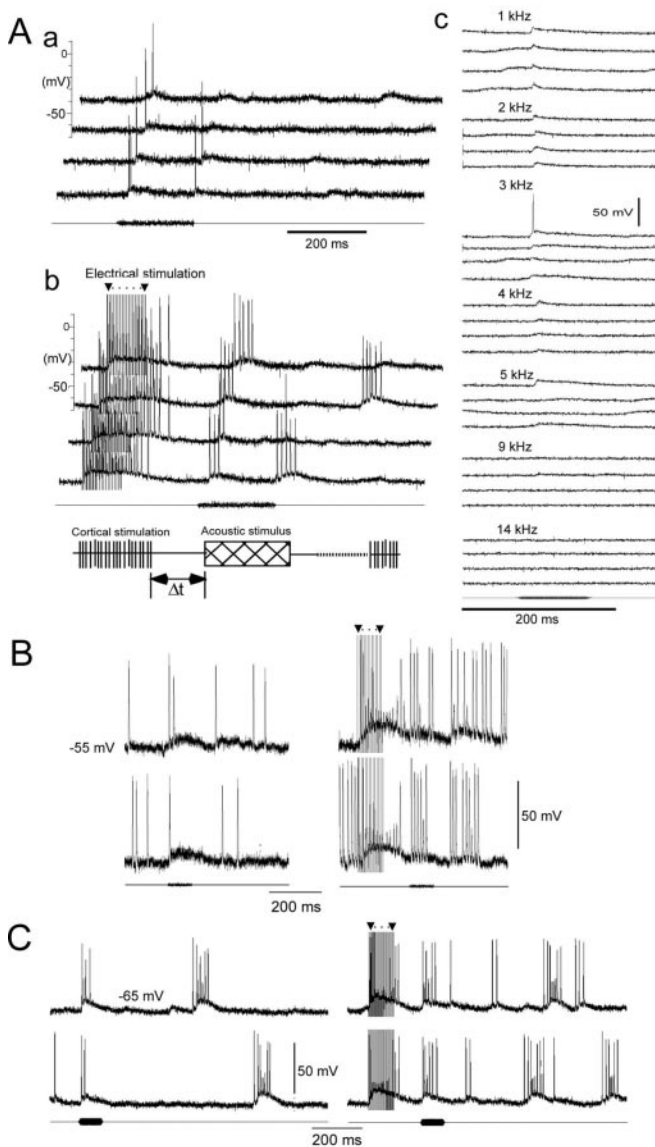 A
a
0
(mV)
-50
200 ms
b
Electrical stimulation
0
(mV)
-50
Cortical stimulation
Acoustic stimulus
Δt
c
1 kHz
2 kHz
3 kHz
50 mV
4 kHz
5 kHz
9 kHz
14 kHz
200 ms
B
-55 mV
50 mV
200 ms
C
-65 mV
50 mV
200 ms